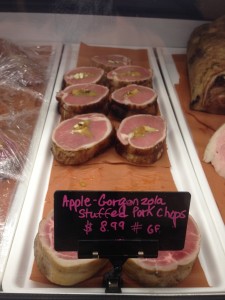 Apple-Gorgonzola
Stuffed Pork Chops
$ 8.99 # GF